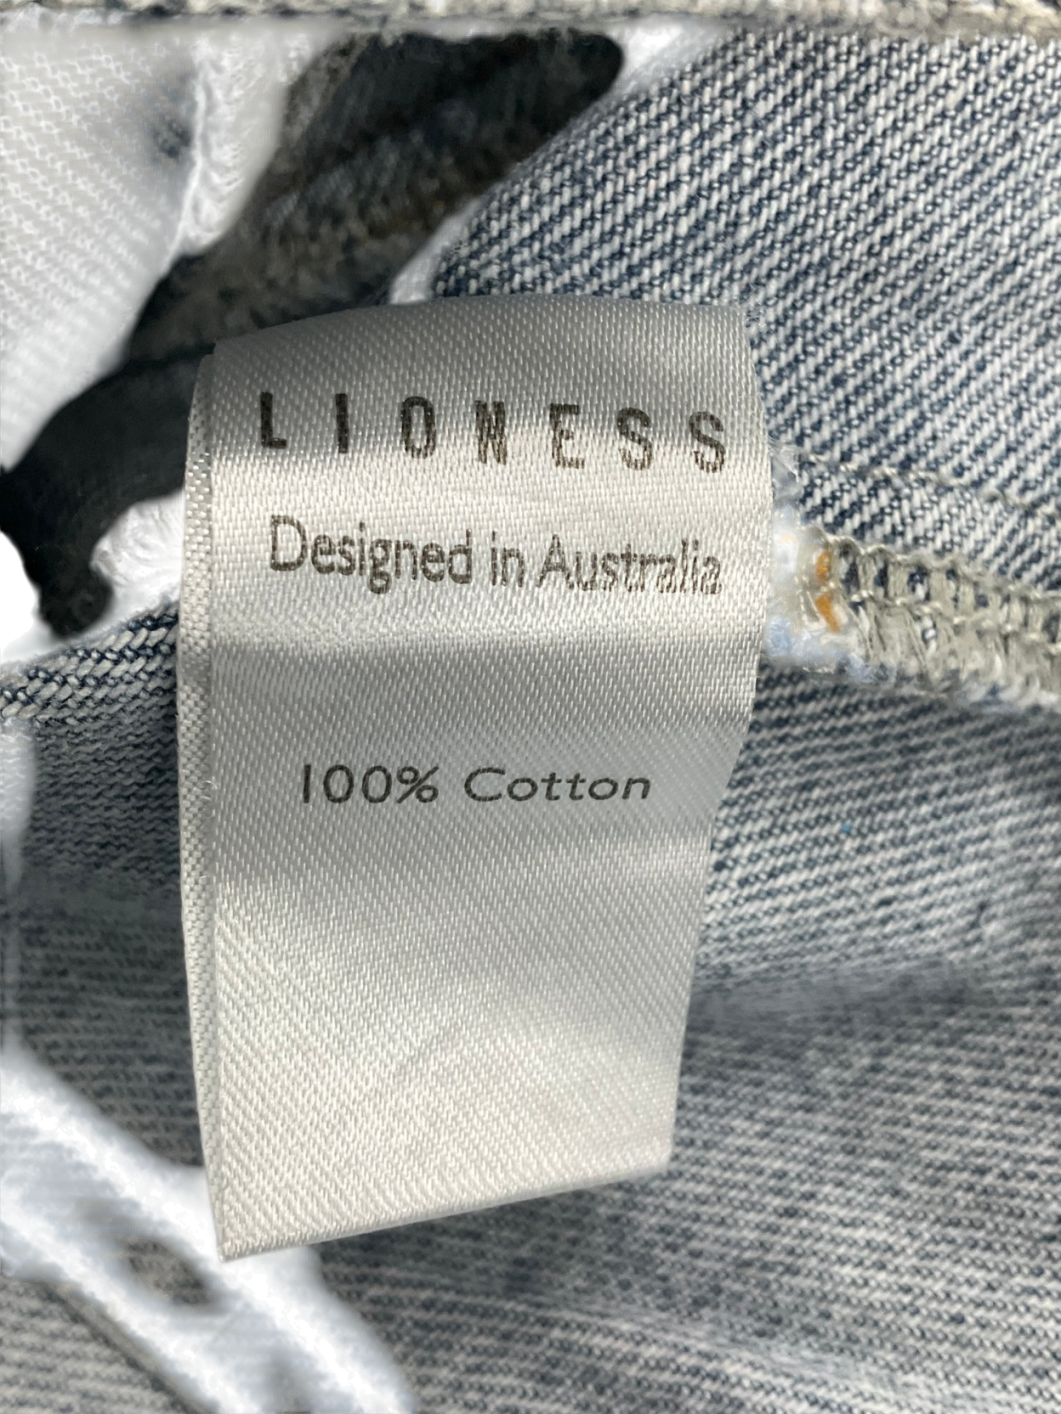 LIONESS
Designed in Australia
100% Cotton